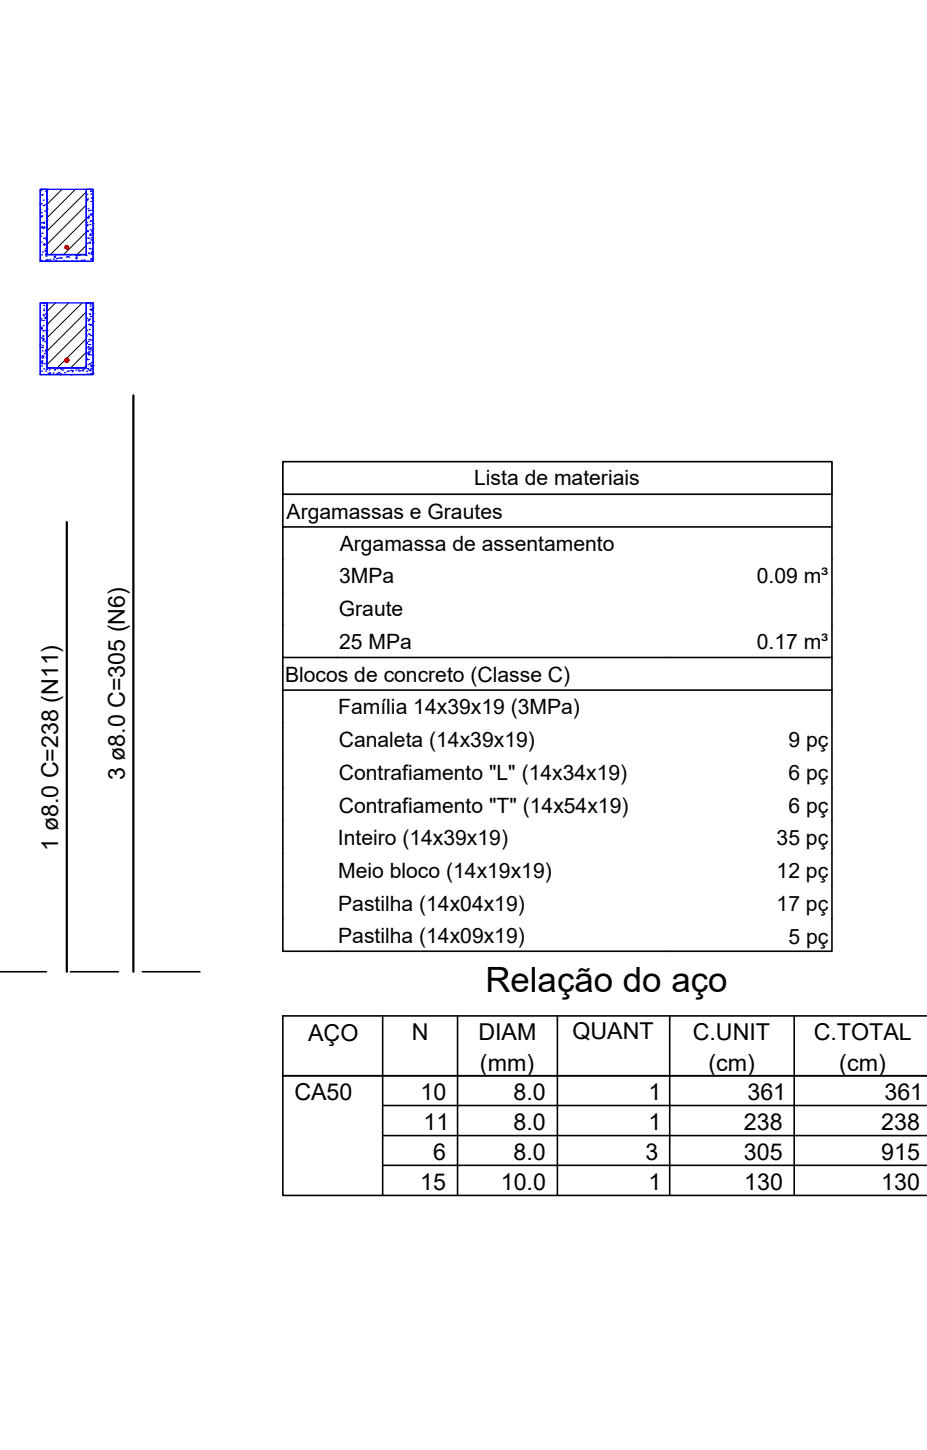 1 ø8.0 C=238 (N11)
3 ø8.0 C=305 (N6)
Lista de materiais
Argamassas e Grautes
Argamassa de assentamento
3MPa 0.09 m³
Graute
25 MPa 0.17 m³
Blocos de concreto (Classe C)
Família 14x39x19 (3MPa)
Canaleta (14x39x19) 9 pç
Contrafiamento "L" (14x34x19) 6 pç
Contrafiamento "T" (14x54x19) 6 pç
Inteiro (14x39x19) 35 pç
Meio bloco (14x19x19) 12 pç
Pastilha (14x04x19) 17 pç
Pastilha (14x09x19) 5 pç
Relação do aço
AÇO N DIAM QUANT C.UNIT C.TOTAL
(mm) (cm) (cm)
CA50 10 8.0 1 361 361
11 8.0 1 238 238
6 8.0 3 305 915
15 10.0 1 130 130